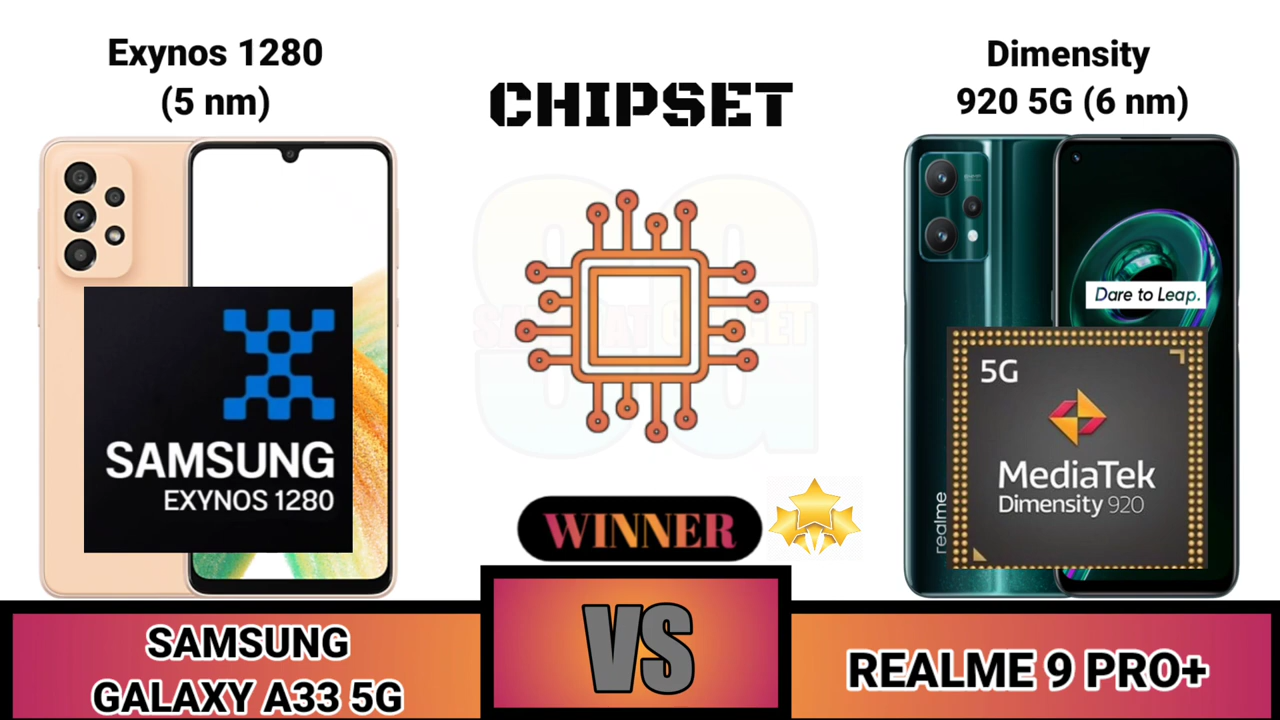 Exynos 1280
(5 nm)
CHIPSET
Dimensity
920 5G (6 nm)
SAMSUNG
EXYNOS 1280
Dare to Leap.
5G
MediaTek
Dimensity 920
realme
WINNER
VS
SAMSUNG
GALAXY A33 5G
REALME 9 PRO+